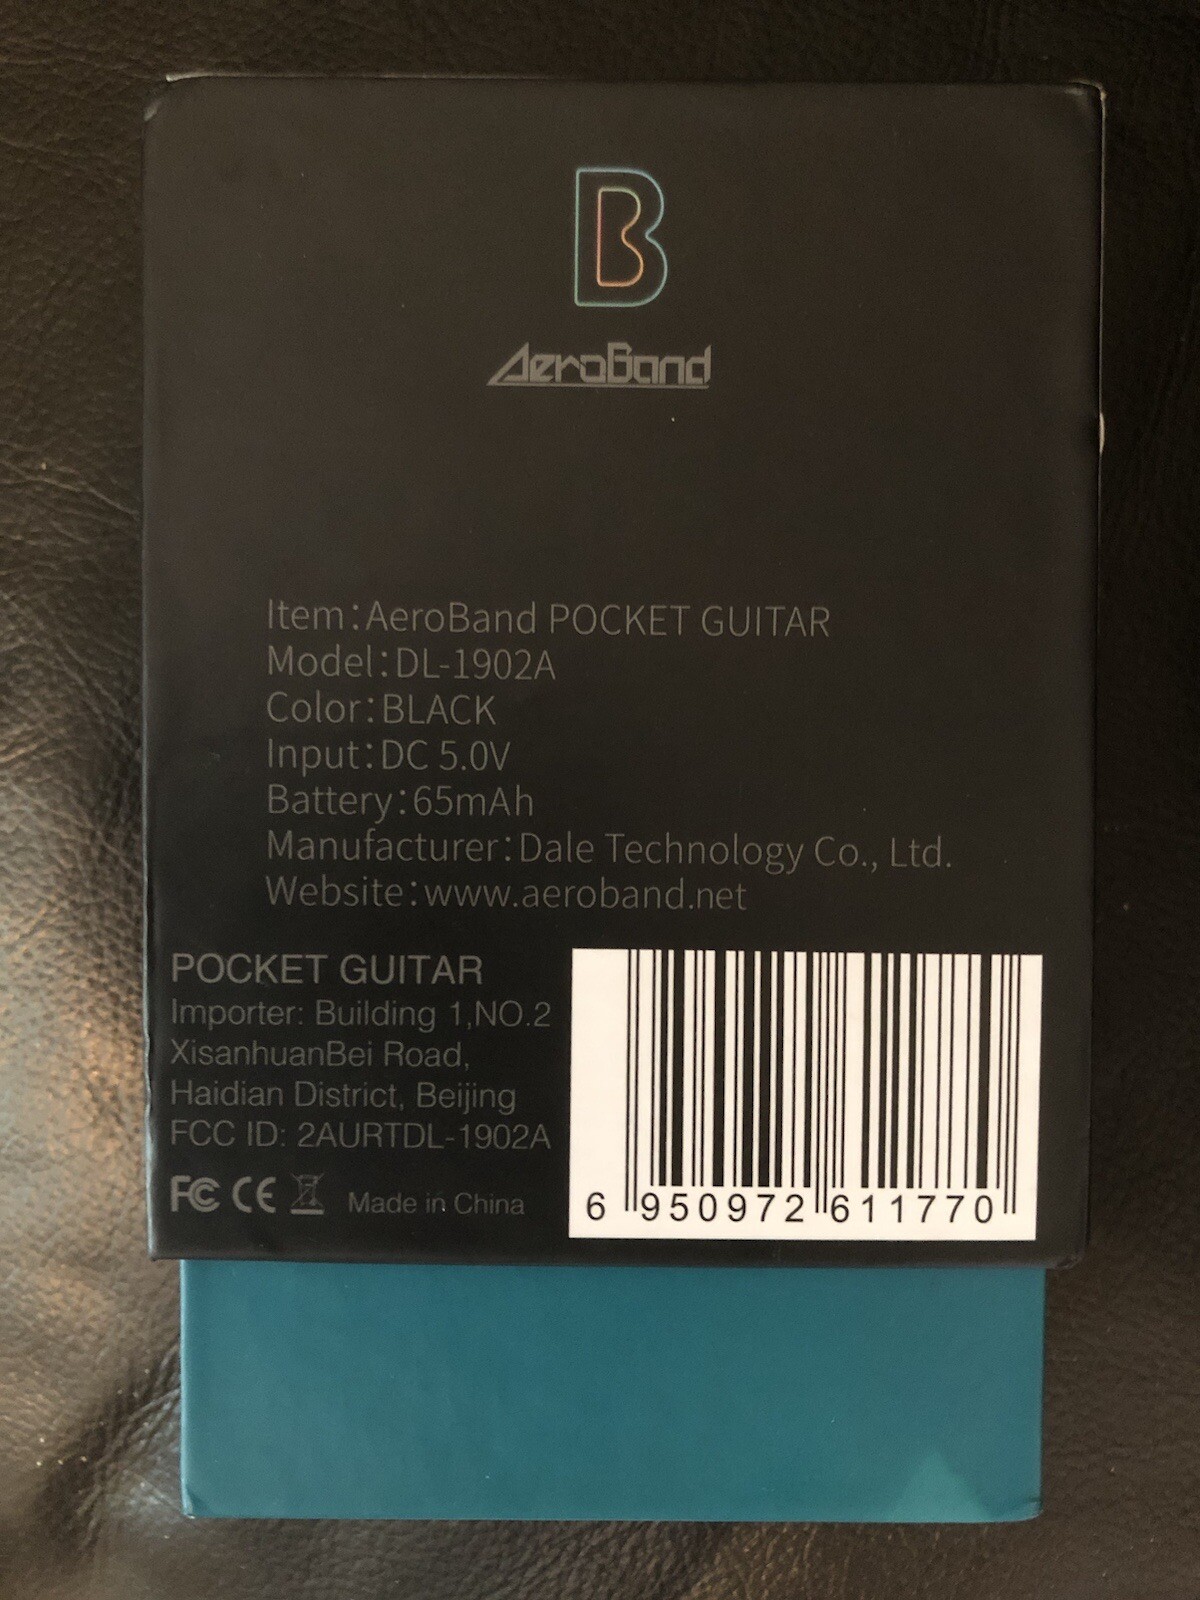 B
AeroBand
Item:AeroBand POCKET GUITAR
Model:DL-1902A
Color:BLACK
Input:DC 5.0V
Battery:65mAh
Manufacturer:Dale Technology Co., Ltd.
Website:www.aeroband.net
POCKET GUITAR
Importer: Building 1,NO.2
XisanhuanBei Road,
Haidian District, Beijing
FCC ID: 2AURTDL-1902A
FC CE Made in China
6 950972 611770